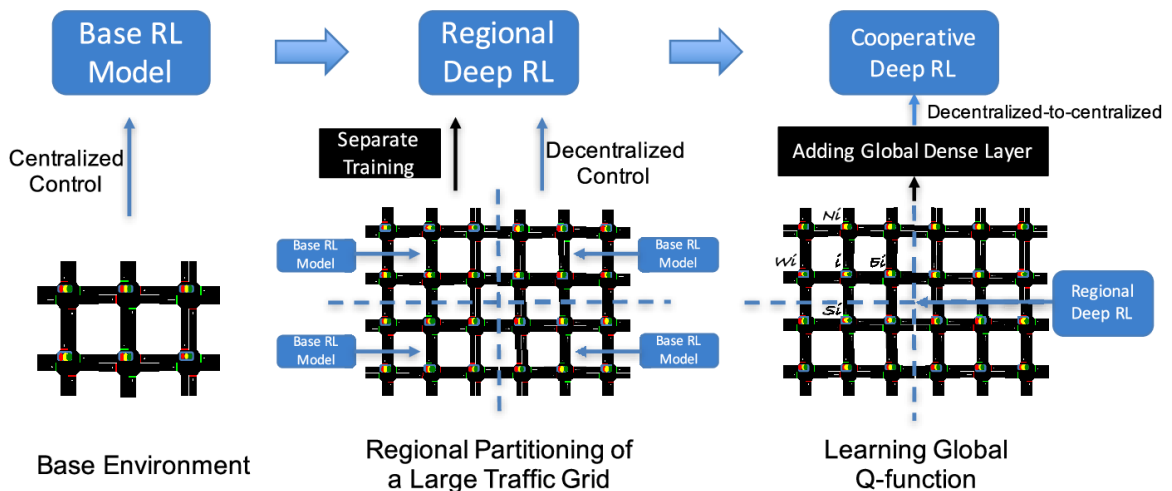 Base RL
Model
Regional
Deep RL
Cooperative
Deep RL
Centralized
Control
Separate
Training
Decentralized
Control
Decentralized-to-centralized
Adding Global Dense Layer
Base RL
Model
Base RL
Model
Base RL
Model
Base RL
Model
Ni
Wi
i
Ei
Si
Regional
Deep RL
Base Environment
Regional Partitioning of
a Large Traffic Grid
Learning Global
Q-function